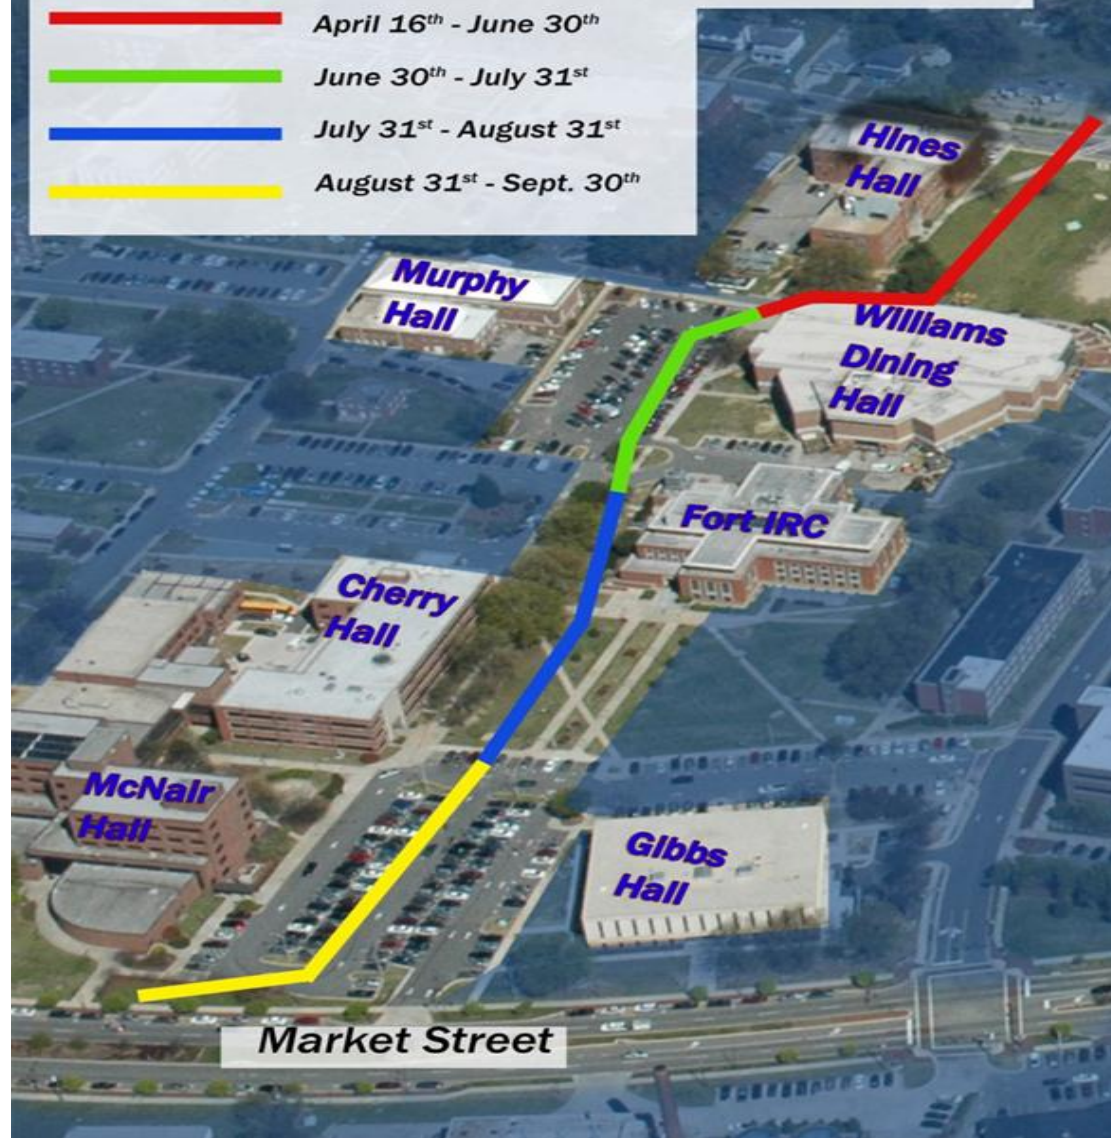 April 16th - June 30th
June 30th - July 31st
July 31st - August 31st
August 31st - Sept. 30th
Hines
Hall
Murphy
Hall
Williams
Dining
Hall
Fort IRC
Cherry
Hall
McNair
Hall
Gibbs
Hall
Market Street